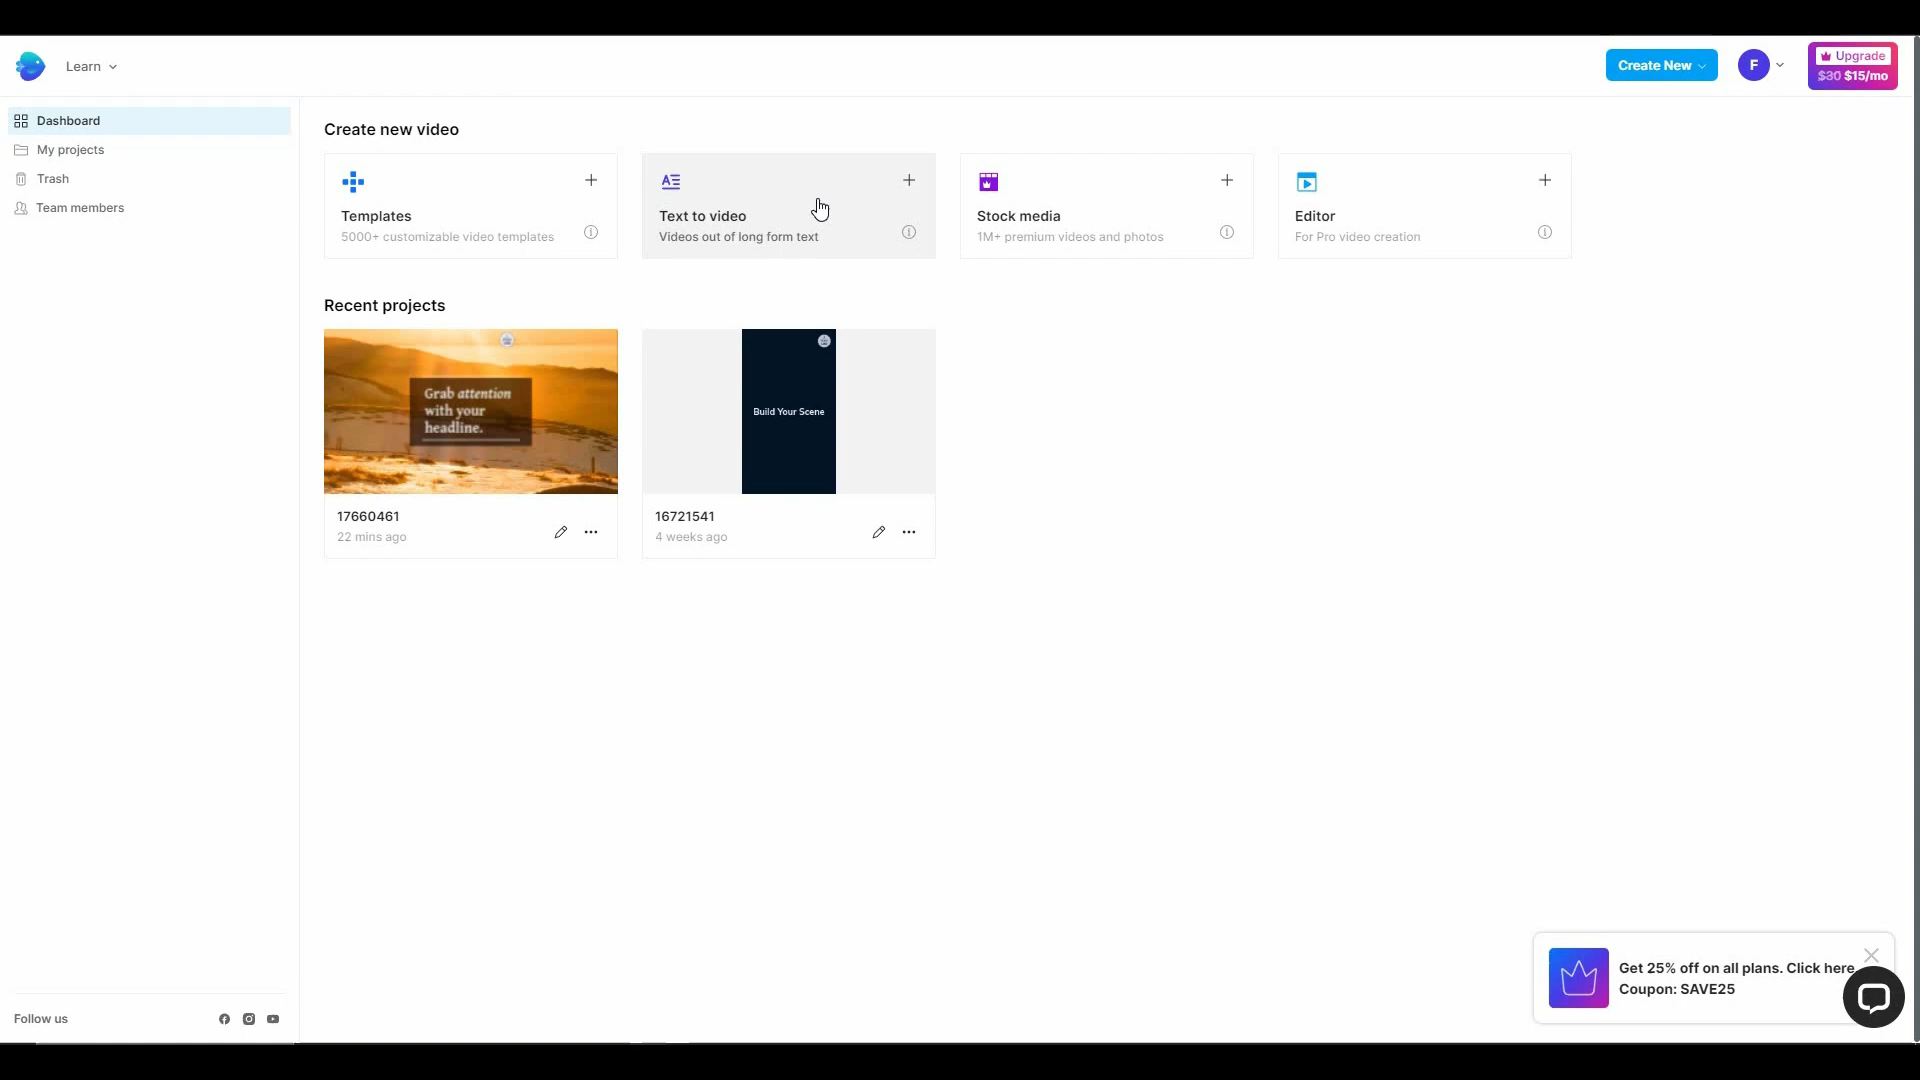 Learn
Create New
F
Upgrade
$30 $15/mo
Dashboard
My projects
Trash
Team members
Create new video
Templates
5000+ customizable video templates
Text to video
Videos out of long form text
Stock media
1M+ premium videos and photos
Editor
For Pro video creation
Recent projects
Grab attention
with your
headline.
Build Your Scene
17660461
22 mins ago
16721541
4 weeks ago
Get 25% off on all plans. Click here
Coupon: SAVE25
Follow us